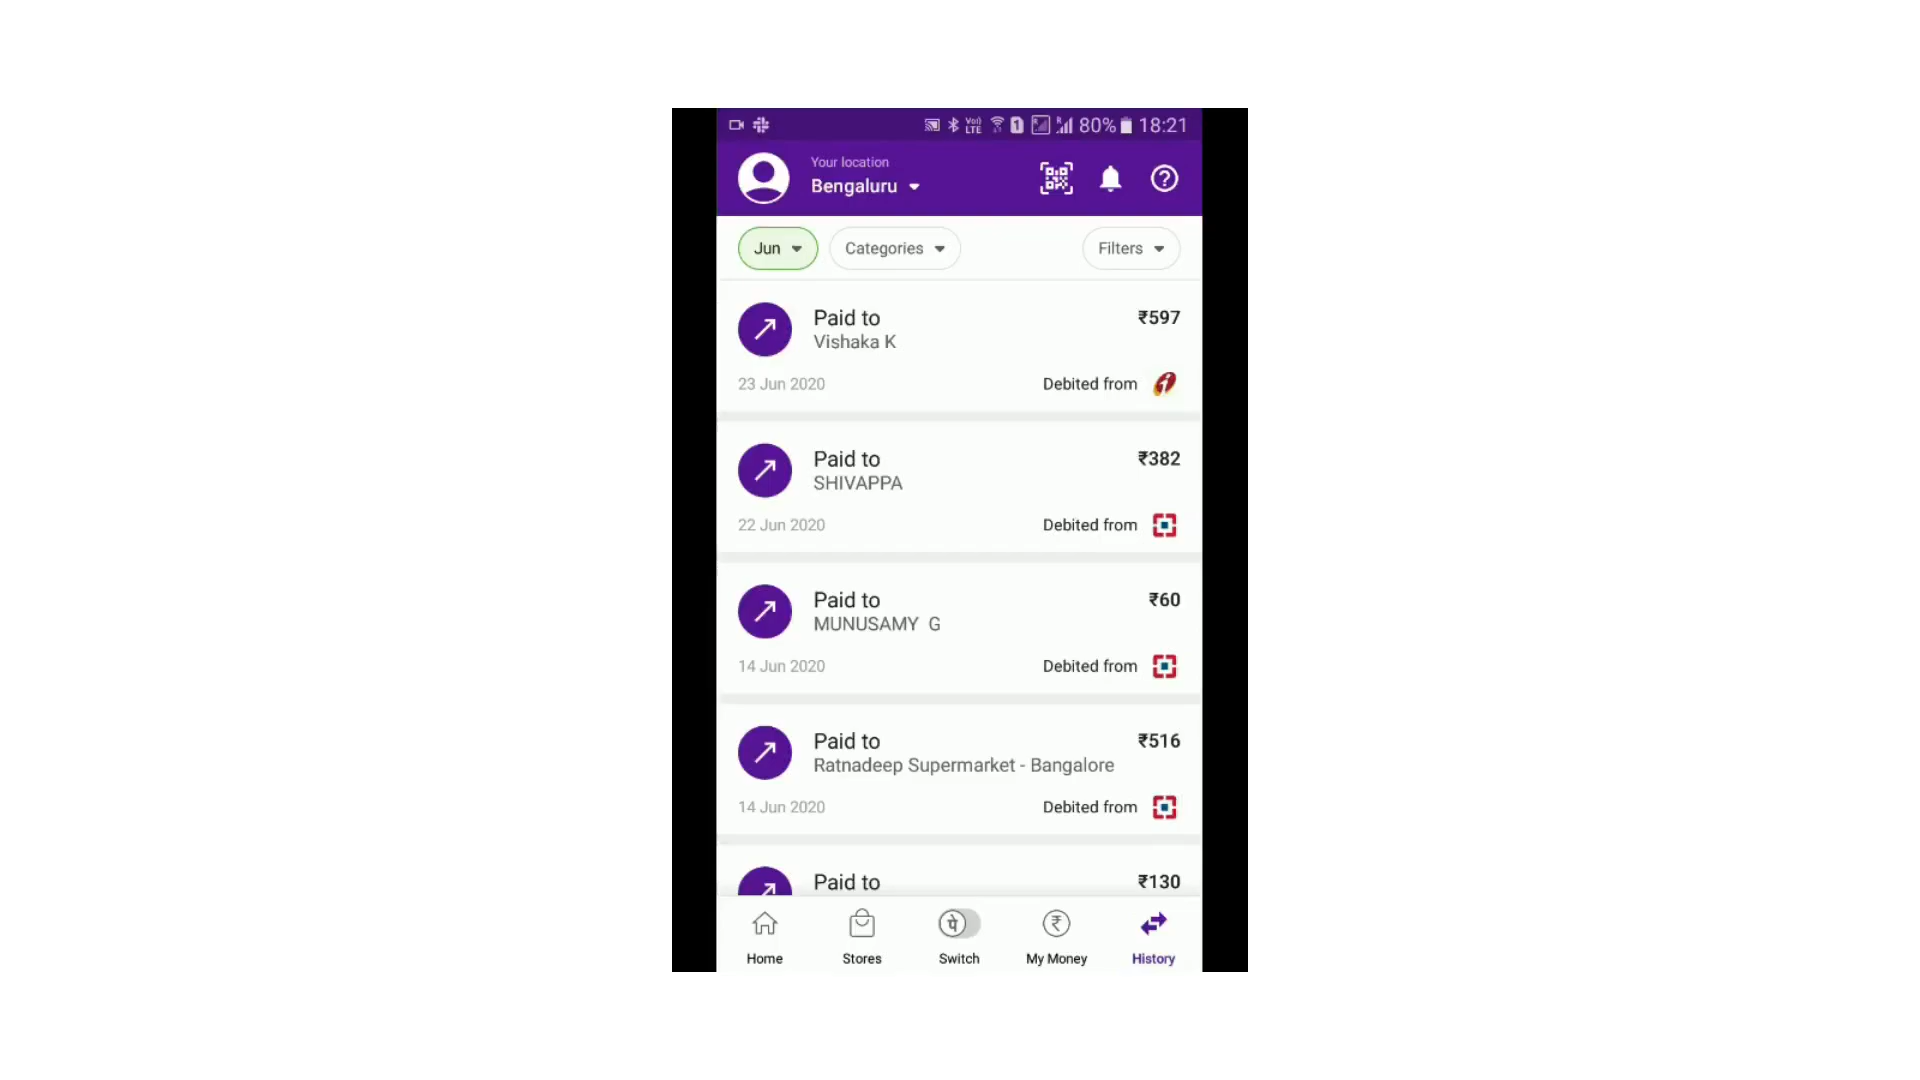 80% 18:21
Your location
Bengaluru
Jun Categories Filters
Paid to ₹597
Vishaka K
23 Jun 2020 Debited from
Paid to ₹382
SHIVAPPA
22 Jun 2020 Debited from
Paid to ₹60
MUNUSAMY G
14 Jun 2020 Debited from
Paid to ₹516
Ratnadeep Supermarket - Bangalore
14 Jun 2020 Debited from
Paid to ₹130
Home Stores Switch My Money History